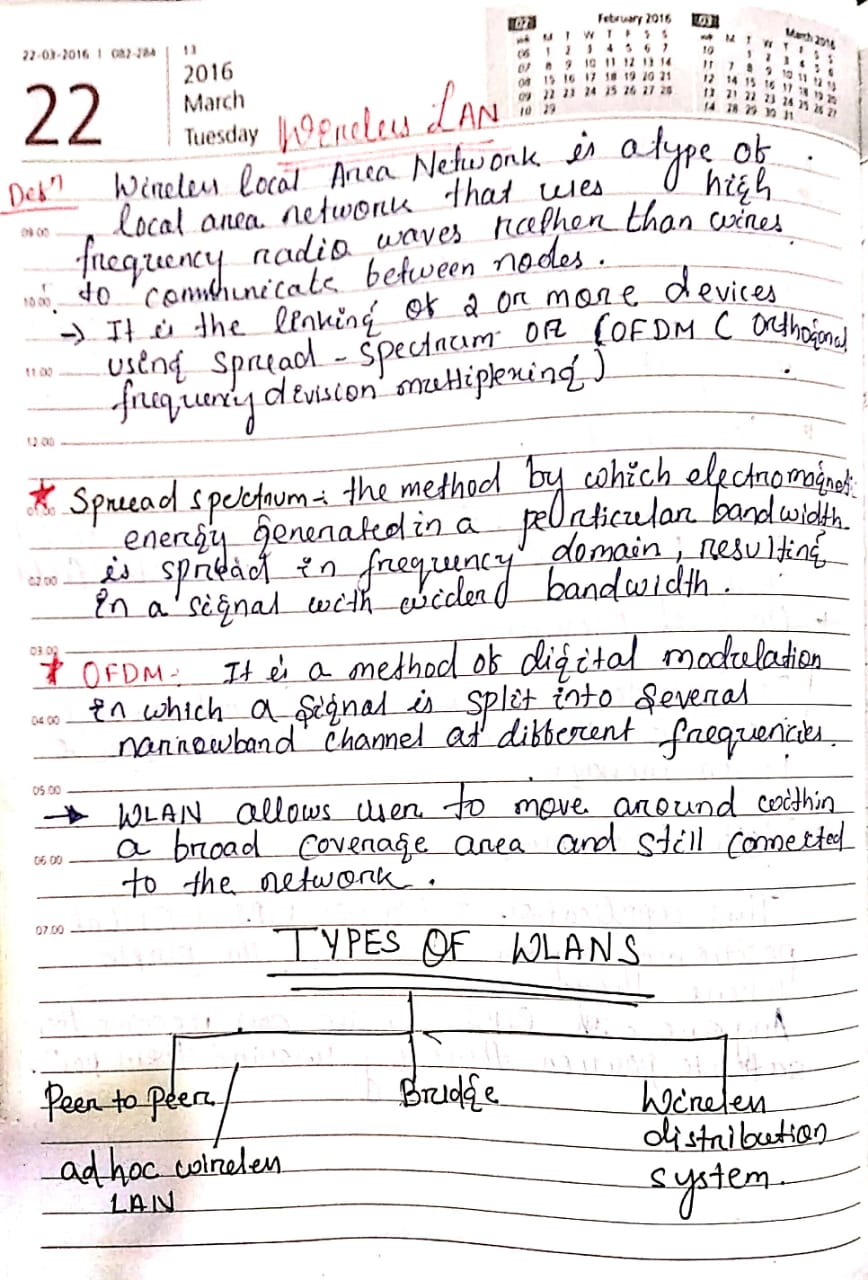 22-03-2016 | 082-284
13
22
2016
March
Tuesday
February 2016
M T W T F S S
06 1 2 3 4 5 6 7
07 8 9 10 11 12 13 14
08 15 16 17 18 19 20 21
09 22 23 24 25 26 27 28
10 29
March 2016
M T W T F S S
10 1 2 3 4 5 6
11 7 8 9 10 11 12 13
12 14 15 16 17 18 19 20
13 21 22 23 24 25 26 27
14 28 29 30 31
Wireless LAN
Defn Wireless local Area Network is a type of
local area network that uses high
09.00
frequency radio waves rather than wires
to communicate between nodes.
10.00
→ It is the linking of 2 or more devices
using spread-spectrum or (OFDM ( Orthogonal
11.00
frequency division multiplexing)
12.00
★ Spread spectrum:- the method by which electromagnet.
energy generated in a particular bandwidth
is spread in frequency domain, resulting
02.00
in a signal with wider bandwidth.
03.00
★ OFDM- It is a method of digital modulation
in which a signal is split into several
04.00
narrowband channel at different frequencies.
05.00
→ WLAN allows user to move around within
a broad coverage area and still connected
06.00
to the network.
07.00
TYPES OF WLANS
Peer to peer /
ad hoc wireless
LAN
Bridge
Wireless
distribution
system.